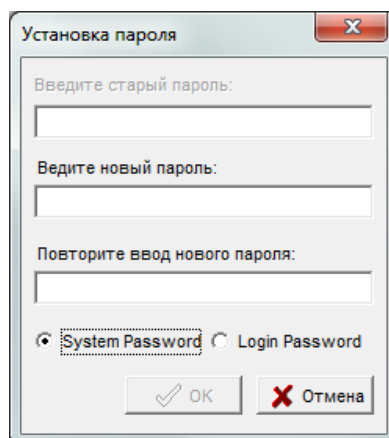 Установка пароля
Введите старый пароль:
Ведите новый пароль:
Повторите ввод нового пароля:
System Password Login Password
OK Отмена